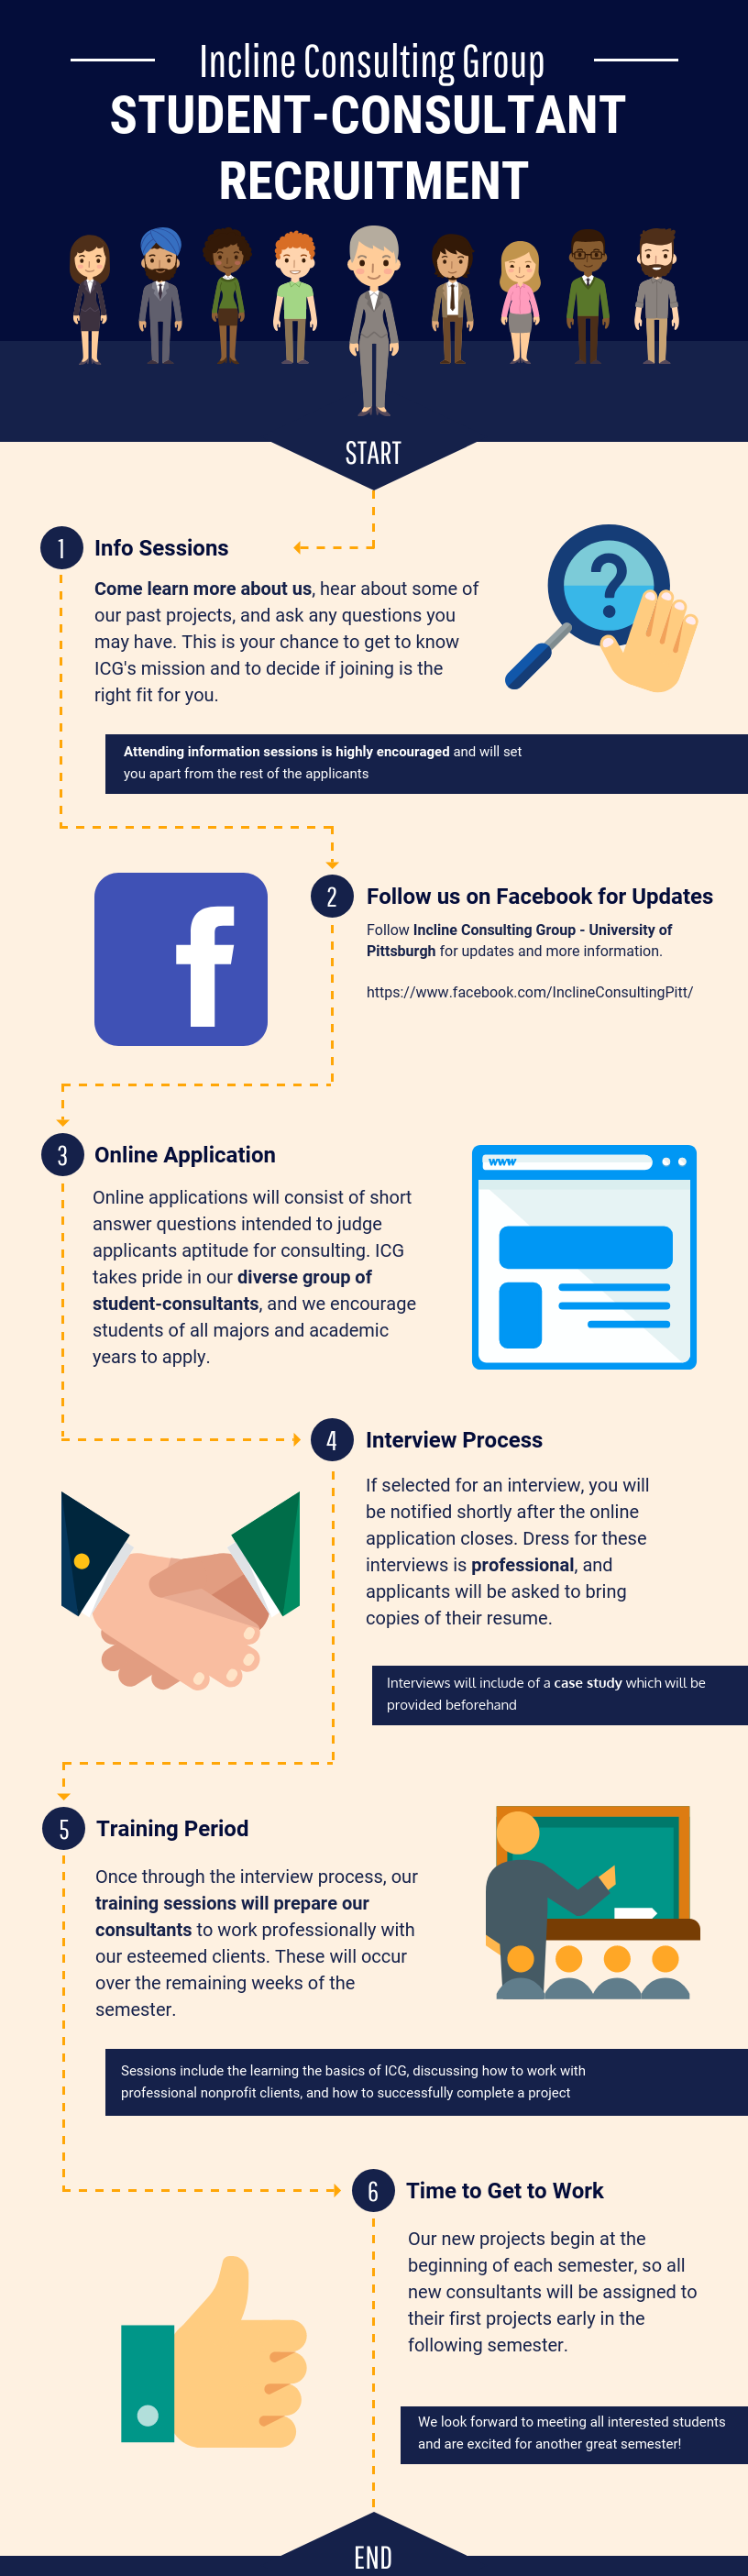 Incline Consulting Group
STUDENT-CONSULTANT
RECRUITMENT
START
1
Info Sessions
Come learn more about us, hear about some of
our past projects, and ask any questions you
may have. This is your chance to get to know
ICG's mission and to decide if joining is the
right fit for you.
?
Attending information sessions is highly encouraged and will set
you apart from the rest of the applicants
f
2
Follow us on Facebook for Updates
Follow Incline Consulting Group - University of
Pittsburgh for updates and more information.
https://www.facebook.com/InclineConsultingPitt/
3
Online Application
Online applications will consist of short
answer questions intended to judge
applicants aptitude for consulting. ICG
takes pride in our diverse group of
student-consultants, and we encourage
students of all majors and academic
years to apply.
www
4
Interview Process
If selected for an interview, you will
be notified shortly after the online
application closes. Dress for these
interviews is professional, and
applicants will be asked to bring
copies of their resume.
Interviews will include of a case study which will be
provided beforehand
5
Training Period
Once through the interview process, our
training sessions will prepare our
consultants to work professionally with
our esteemed clients. These will occur
over the remaining weeks of the
semester.
Sessions include the learning the basics of ICG, discussing how to work with
professional nonprofit clients, and how to successfully complete a project
6
Time to Get to Work
Our new projects begin at the
beginning of each semester, so all
new consultants will be assigned to
their first projects early in the
following semester.
We look forward to meeting all interested students
and are excited for another great semester!
END